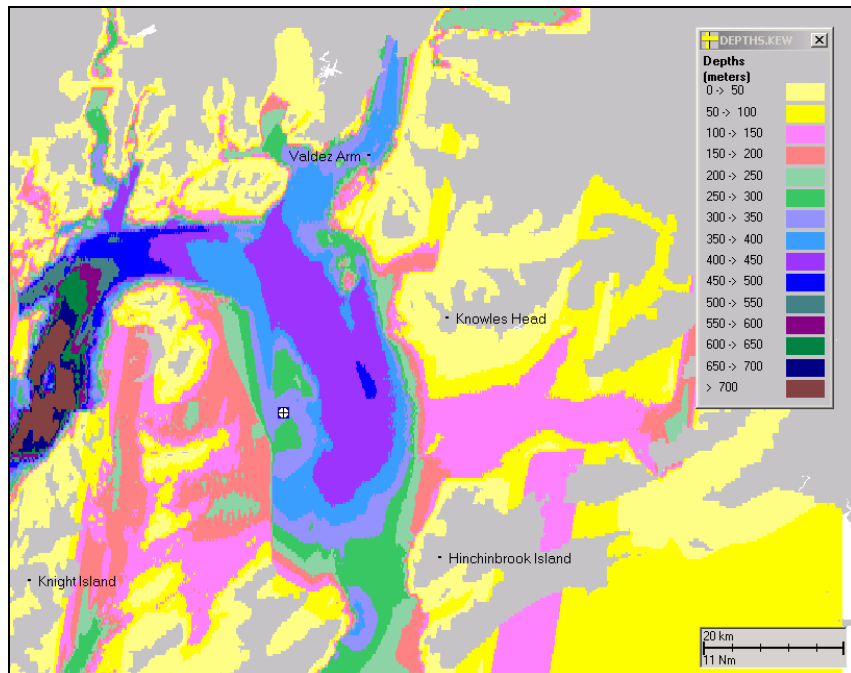 DEPTHS.KEW
Depths
(meters)
0 -> 50
50 -> 100
100 -> 150
150 -> 200
200 -> 250
250 -> 300
300 -> 350
350 -> 400
400 -> 450
450 -> 500
500 -> 550
550 -> 600
600 -> 650
650 -> 700
> 700
Valdez Arm
Knowles Head
Hinchinbrook Island
Knight Island
20 km
11 Nm